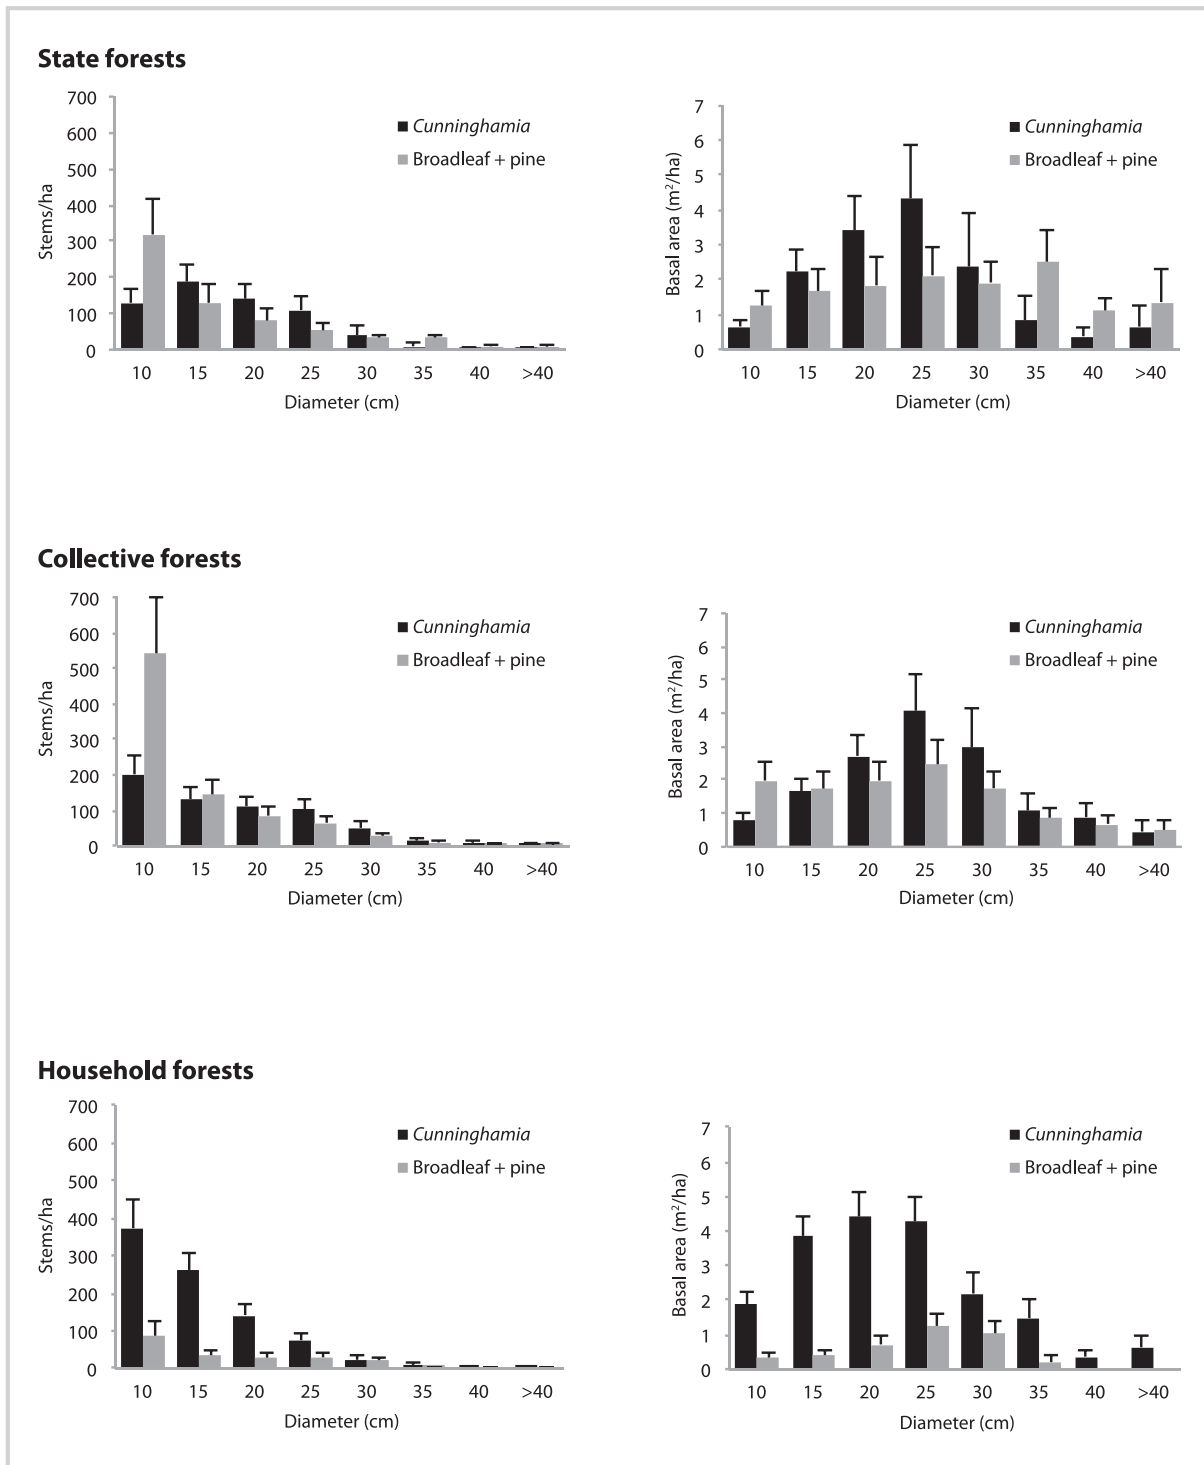 State forests
700
600
500
400
300
200
100
0
Stems/ha
Cunninghamia
Broadleaf + pine
10 15 20 25 30 35 40 >40
Diameter (cm)
7
6
5
4
3
2
1
0
Basal area (m²/ha)
Cunninghamia
Broadleaf + pine
10 15 20 25 30 35 40 >40
Diameter (cm)
Collective forests
700
600
500
400
300
200
100
0
Stems/ha
Cunninghamia
Broadleaf + pine
10 15 20 25 30 35 40 >40
Diameter (cm)
7
6
5
4
3
2
1
0
Basal area (m²/ha)
Cunninghamia
Broadleaf + pine
10 15 20 25 30 35 40 >40
Diameter (cm)
Household forests
700
600
500
400
300
200
100
0
Stems/ha
Cunninghamia
Broadleaf + pine
10 15 20 25 30 35 40 >40
Diameter (cm)
7
6
5
4
3
2
1
0
Basal area (m²/ha)
Cunninghamia
Broadleaf + pine
10 15 20 25 30 35 40 >40
Diameter (cm)